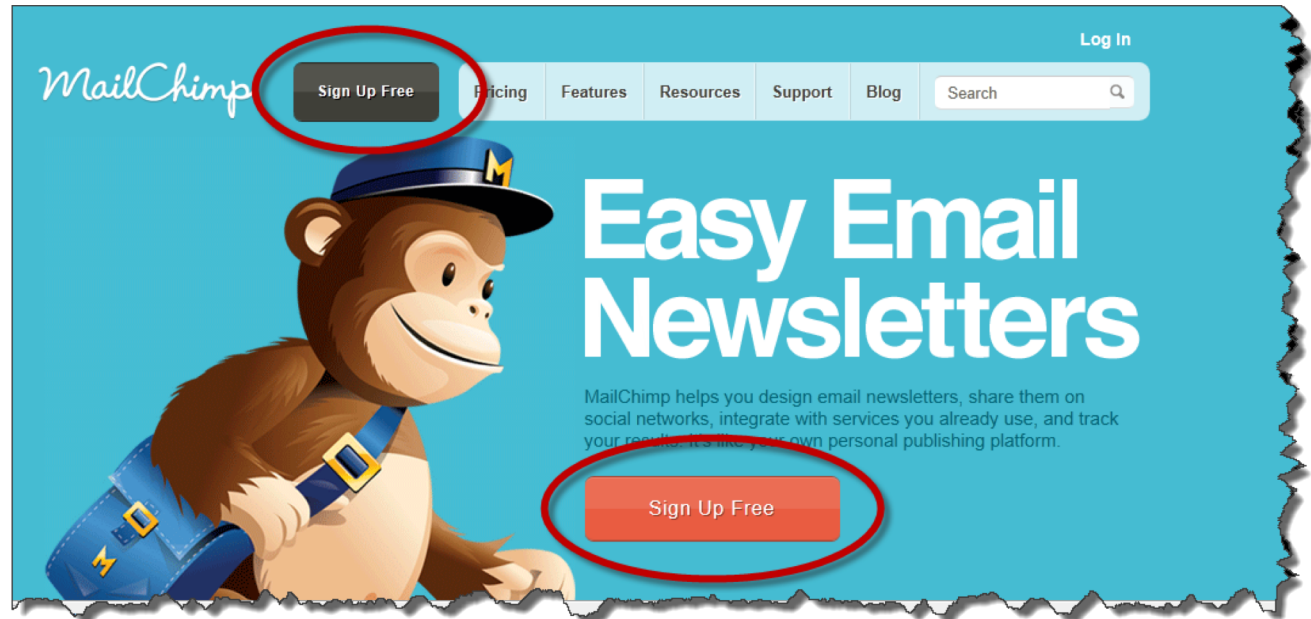 Log In
MailChimp
Sign Up Free
Pricing
Features
Resources
Support
Blog
Search
M
Easy Email
Newsletters
MailChimp helps you design email newsletters, share them on
social networks, integrate with services you already use, and track
your results. It's like your own personal publishing platform.
Sign Up Free
M